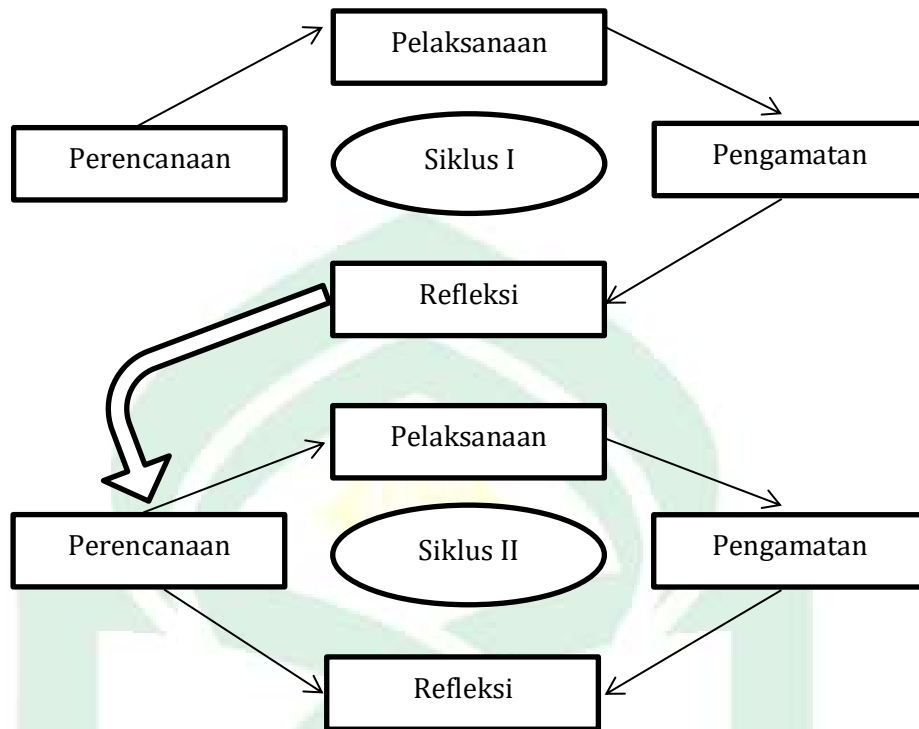 Pelaksanaan
Perencanaan
Siklus I
Pengamatan
Refleksi
Pelaksanaan
Perencanaan
Siklus II
Pengamatan
Refleksi